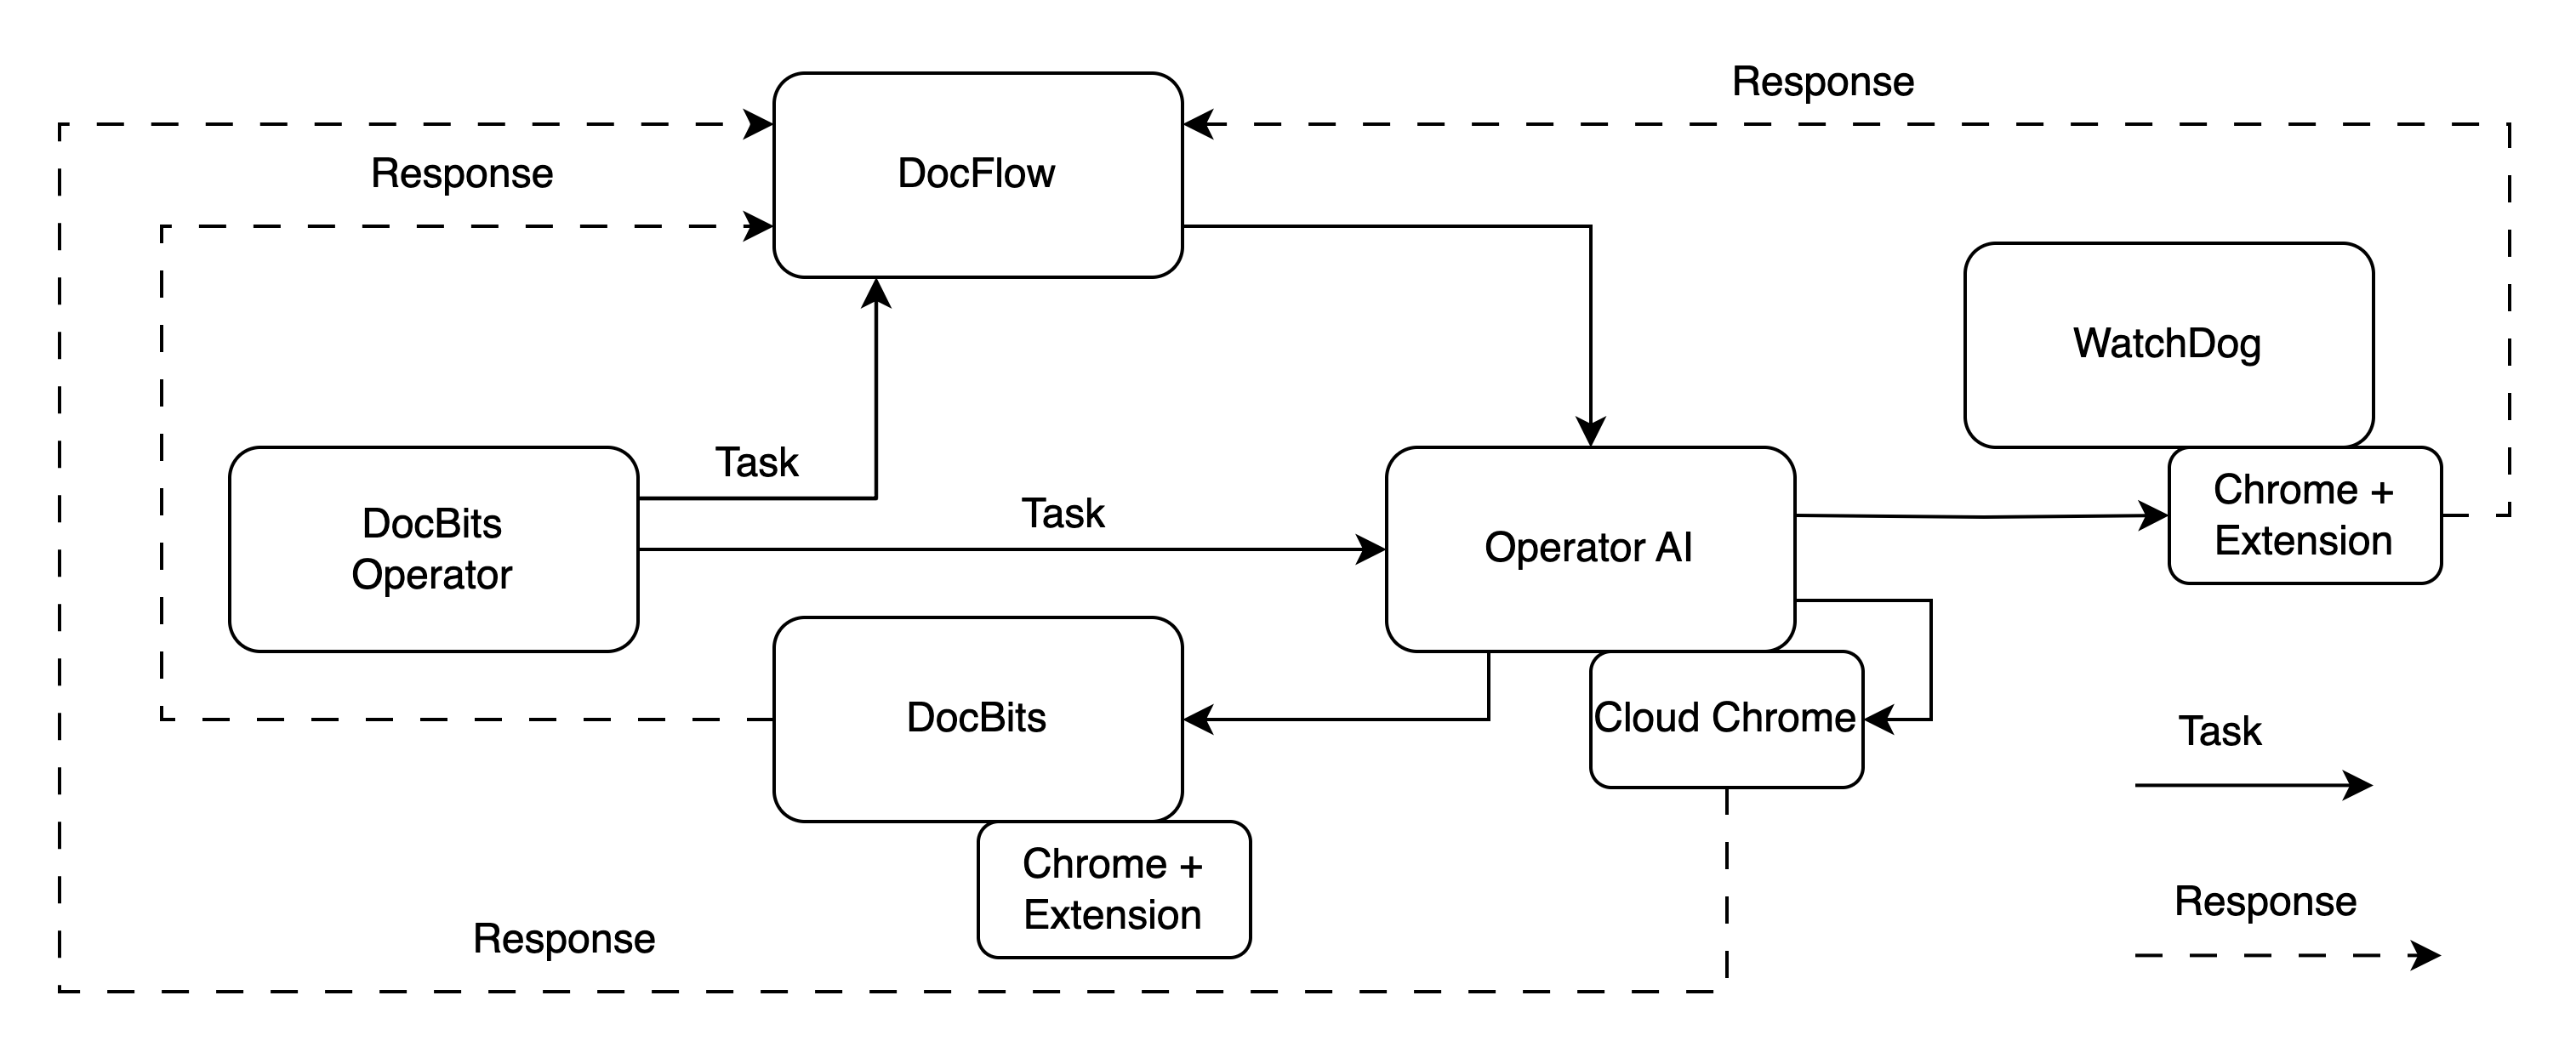 Response
Response
DocFlow
WatchDog
Task
DocBits
Operator
Task
Operator AI
Chrome +
Extension
DocBits
Cloud Chrome
Task
Chrome +
Extension
Response
Response